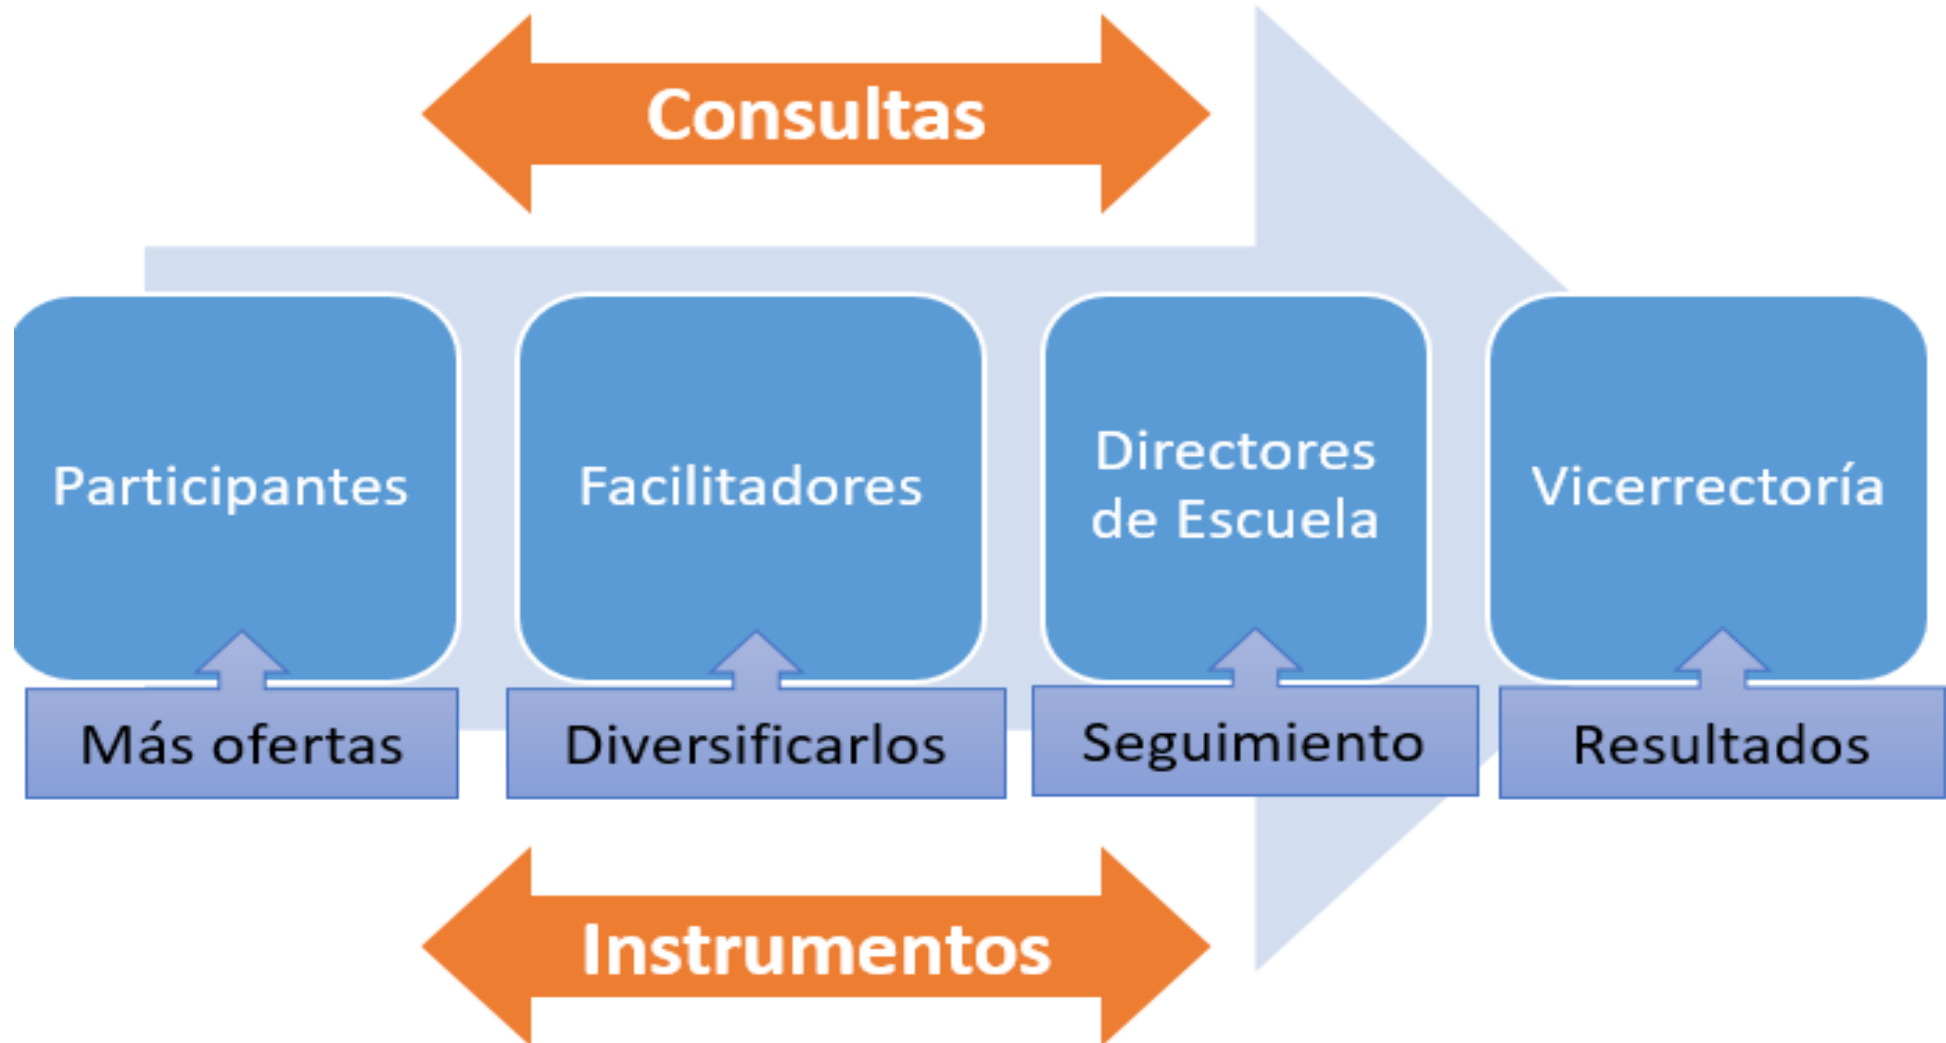 Consultas
Participantes
Facilitadores
Directores
de Escuela
Vicerrectoría
Más ofertas
Diversificarlos
Seguimiento
Resultados
Instrumentos